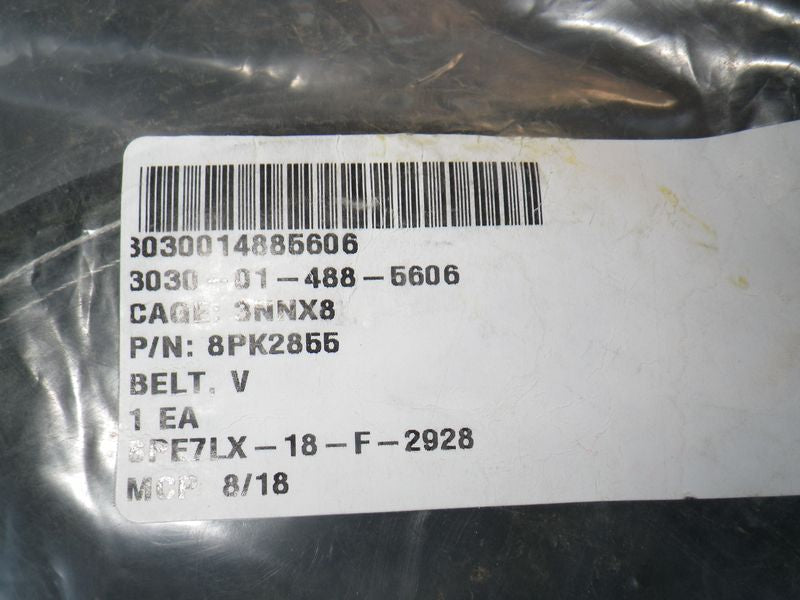 3030014885606
3030-01-488-5606
CAGE: 3NNX8
P/N: 8PK2855
BELT, V
1 EA
SPE7LX-18-F-2928
MCP 8/18